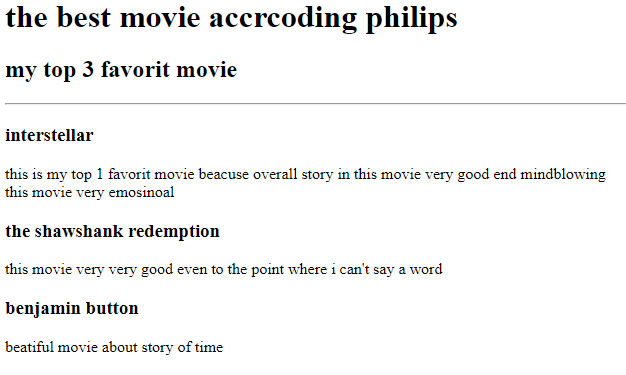 the best movie accrcoding philips
my top 3 favorit movie
interstellar
this is my top 1 favorit movie beacuse overall story in this movie very good end mindblowing
this movie very emosinoal
the shawshank redemption
this movie very very good even to the point where i can't say a word
benjamin button
beatiful movie about story of time